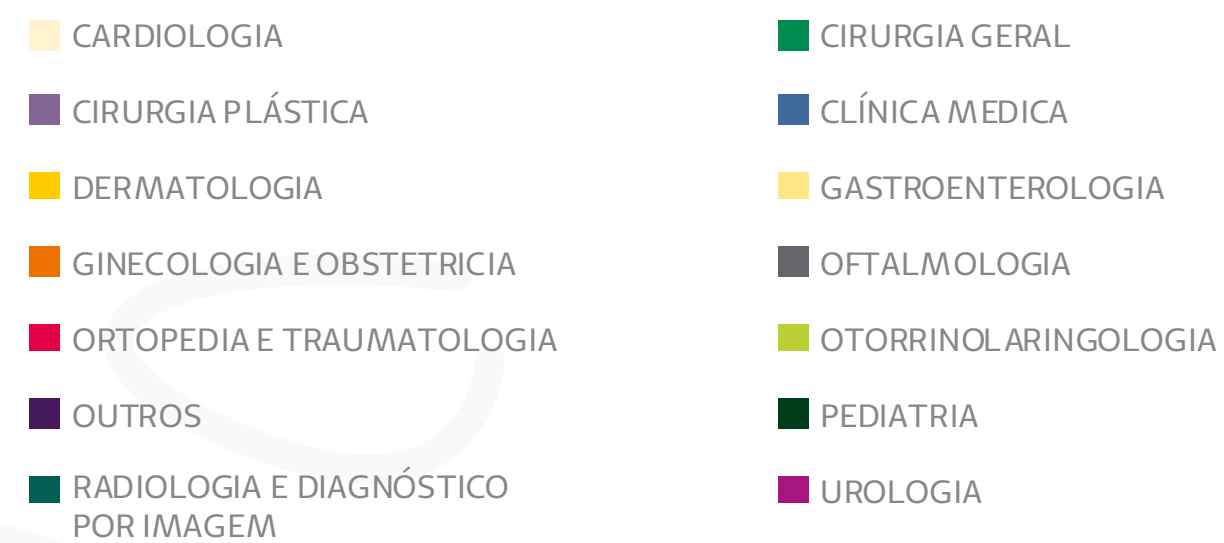 CARDIOLOGIA
CIRURGIA PLÁSTICA
DERMATOLOGIA
GINECOLOGIA E OBSTETRICIA
ORTOPEDIA E TRAUMATOLOGIA
OUTROS
RADIOLOGIA E DIAGNÓSTICO
POR IMAGEM
CIRURGIA GERAL
CLÍNICA MEDICA
GASTROENTEROLOGIA
OFTALMOLOGIA
OTORRINOLARINGOLOGIA
PEDIATRIA
UROLOGIA